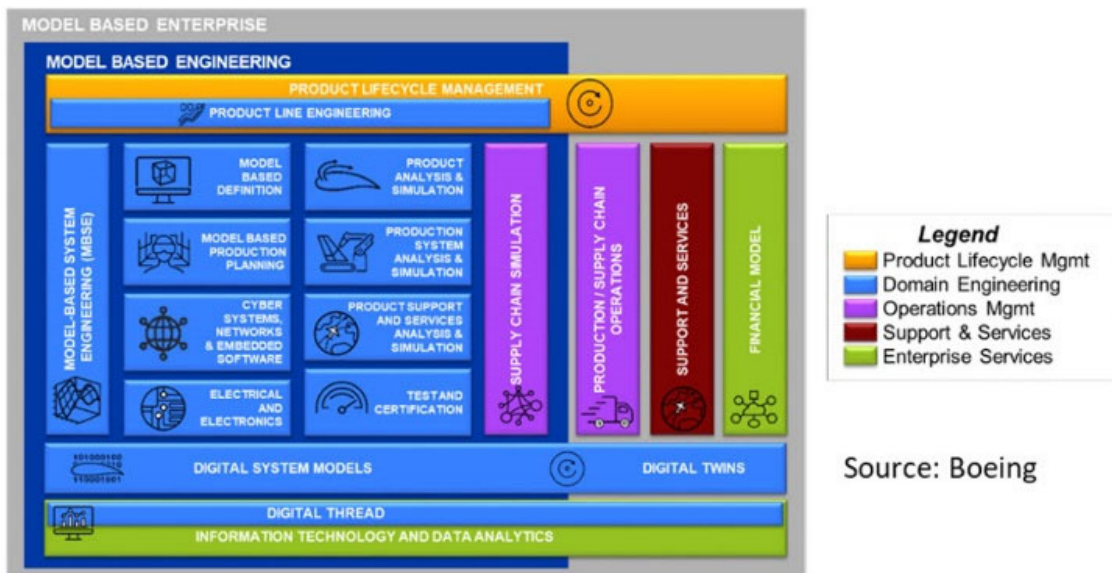 MODEL BASED ENTERPRISE
MODEL BASED ENGINEERING
PRODUCT LIFECYCLE MANAGEMENT
PRODUCT LINE ENGINEERING
MODEL-BASED SYSTEM
ENGINEERING (MBSE)
MODEL
BASED
DEFINITION
PRODUCT
ANALYSIS &
SIMULATION
MODEL BASED
PRODUCTION
PLANNING
PRODUCTION
SYSTEM
ANALYSIS &
SIMULATION
CYBER
SYSTEMS,
NETWORKS
& EMBEDDED
SOFTWARE
PRODUCT SUPPORT
AND SERVICES
ANALYSIS &
SIMULATION
ELECTRICAL
AND
ELECTRONICS
TEST AND
CERTIFICATION
SUPPLY CHAIN SIMULATION
PRODUCTION / SUPPLY CHAIN
OPERATIONS
SUPPORT AND SERVICES
FINANCIAL MODEL
101000100
110001001
DIGITAL SYSTEM MODELS
DIGITAL TWINS
DIGITAL THREAD
INFORMATION TECHNOLOGY AND DATA ANALYTICS
Legend
Product Lifecycle Mgmt
Domain Engineering
Operations Mgmt
Support & Services
Enterprise Services
Source: Boeing